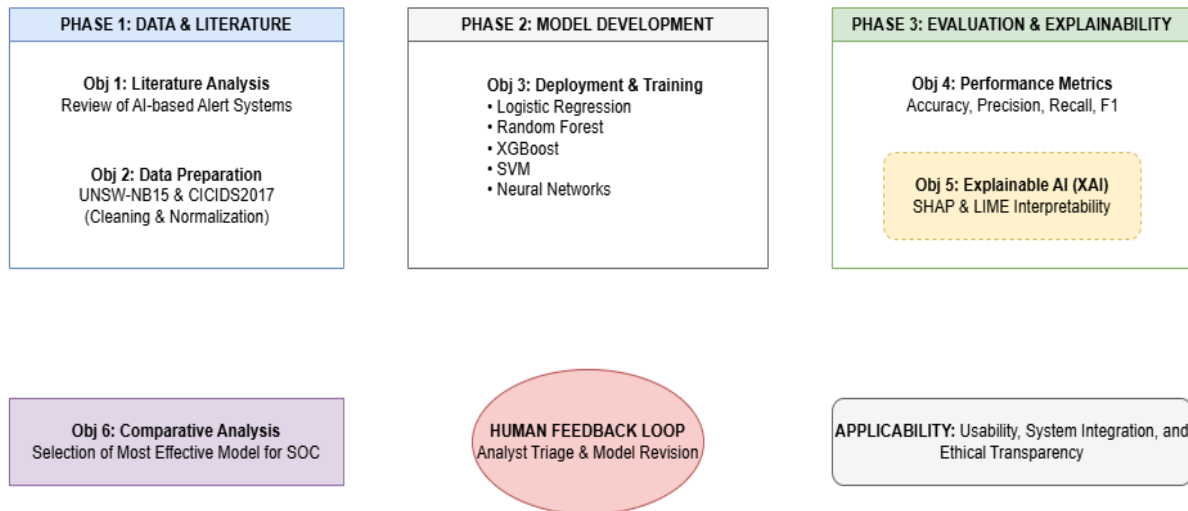 PHASE 1: DATA & LITERATURE
Obj 1: Literature Analysis
Review of AI-based Alert Systems
Obj 2: Data Preparation
UNSW-NB15 & CICIDS2017
(Cleaning & Normalization)
PHASE 2: MODEL DEVELOPMENT
Obj 3: Deployment & Training
• Logistic Regression
• Random Forest
• XGBoost
• SVM
• Neural Networks
PHASE 3: EVALUATION & EXPLAINABILITY
Obj 4: Performance Metrics
Accuracy, Precision, Recall, F1
Obj 5: Explainable AI (XAI)
SHAP & LIME Interpretability
Obj 6: Comparative Analysis
Selection of Most Effective Model for SOC
HUMAN FEEDBACK LOOP
Analyst Triage & Model Revision
APPLICABILITY: Usability, System Integration, and
Ethical Transparency